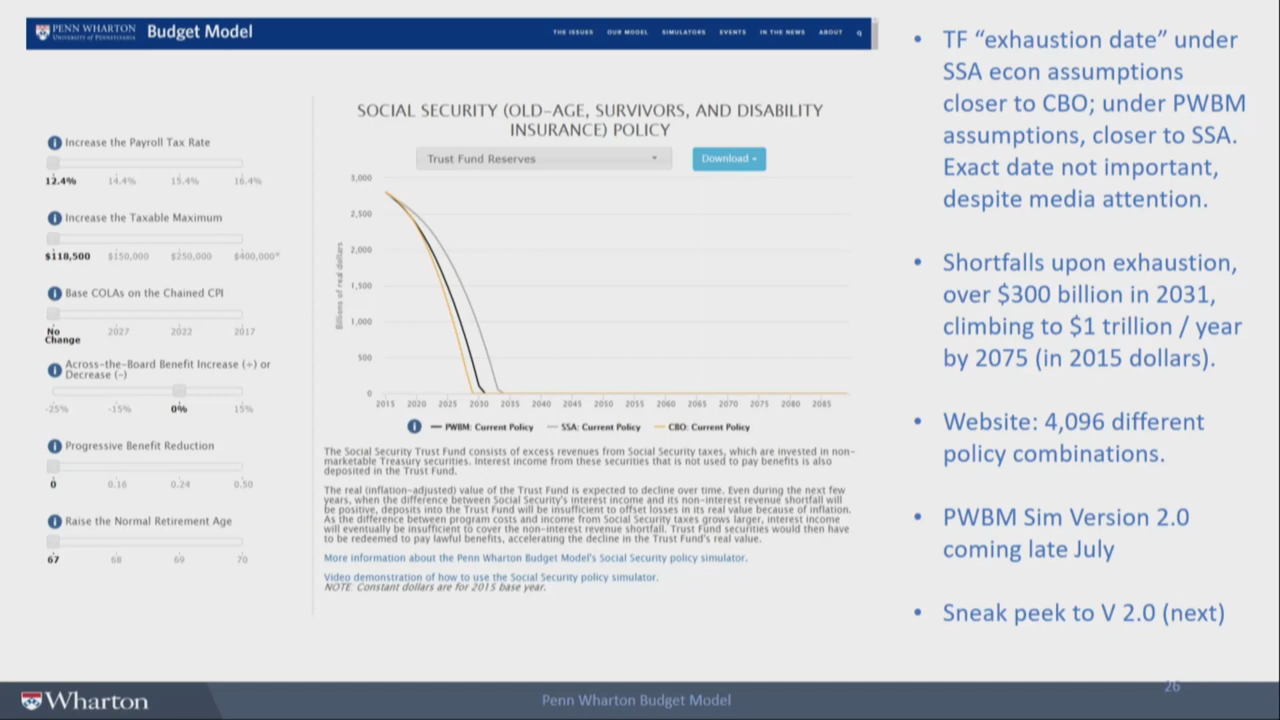 PENN WHARTON
UNIVERSITY of PENNSYLVANIA
Budget Model
THE ISSUES OUR MODEL SIMULATORS EVENTS IN THE NEWS ABOUT
Increase the Payroll Tax Rate
12.4% 14.4% 15.4% 16.4%
Increase the Taxable Maximum
$118,500 $150,000 $250,000 $400,000*
Base COLAs on the Chained CPI
No Change 2027 2022 2017
Across-the-Board Benefit Increase (+) or
Decrease (-)
-25% -15% 0% 15%
Progressive Benefit Reduction
0 0.16 0.24 0.50
Raise the Normal Retirement Age
67 68 69 70
SOCIAL SECURITY (OLD-AGE, SURVIVORS, AND DISABILITY
INSURANCE) POLICY
Trust Fund Reserves
Download
Billions of real dollars
3,000
2,500
2,000
1,500
1,000
500
0
2015 2020 2025 2030 2035 2040 2045 2050 2055 2060 2065 2070 2075 2080 2085
PWBM: Current Policy SSA: Current Policy CBO: Current Policy
The Social Security Trust Fund consists of excess revenues from Social Security taxes, which are invested in non-
marketable Treasury securities. Interest income from these securities that is not used to pay benefits is also
deposited in the Trust Fund.
The real (inflation-adjusted) value of the Trust Fund is expected to decline over time. Even during the next few
years, when the difference between Social Security's interest income and its non-interest revenue shortfall will
be positive, deposits into the Trust Fund will be insufficient to offset losses in its real value because of inflation.
As the difference between program costs and income from Social Security taxes grows larger, interest income
will eventually be insufficient to cover the non-interest revenue shortfall. Trust Fund securities would then have
to be redeemed to pay lawful benefits, accelerating the decline in the Trust Fund's real value.
More information about the Penn Wharton Budget Model's Social Security policy simulator.
Video demonstration of how to use the Social Security policy simulator.
NOTE: Constant dollars are for 2015 base year.
• TF “exhaustion date” under
SSA econ assumptions
closer to CBO; under PWBM
assumptions, closer to SSA.
Exact date not important,
despite media attention.
• Shortfalls upon exhaustion,
over $300 billion in 2031,
climbing to $1 trillion / year
by 2075 (in 2015 dollars).
• Website: 4,096 different
policy combinations.
• PWBM Sim Version 2.0
coming late July
• Sneak peek to V 2.0 (next)
Wharton
Penn Wharton Budget Model
26